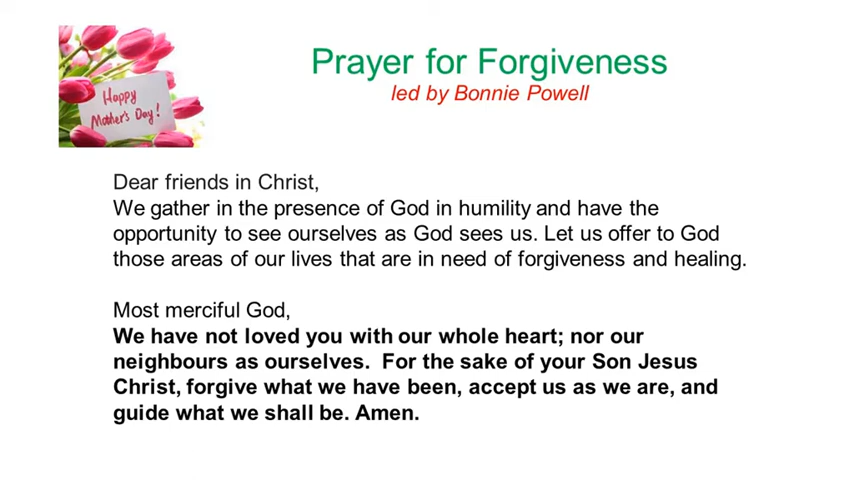 Happy
Mother's Day!
Prayer for Forgiveness
led by Bonnie Powell
Dear friends in Christ,
We gather in the presence of God in humility and have the
opportunity to see ourselves as God sees us. Let us offer to God
those areas of our lives that are in need of forgiveness and healing.
Most merciful God,
We have not loved you with our whole heart; nor our
neighbours as ourselves.  For the sake of your Son Jesus
Christ, forgive what we have been, accept us as we are, and
guide what we shall be. Amen.